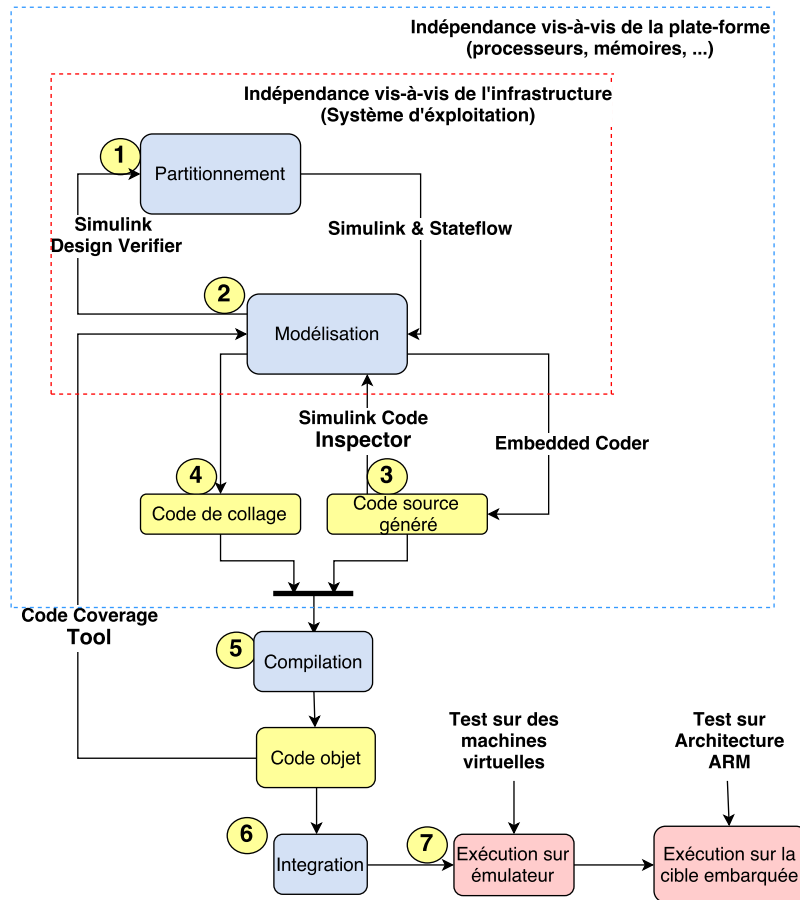 Indépendance vis-à-vis de la plate-forme
(processeurs, mémoires, ...)
Indépendance vis-à-vis de l'infrastructure
(Système d'éxploitation)
1
Partitionnement
Simulink
Design Verifier
Simulink & Stateflow
2
Modélisation
Simulink Code
Inspector
Embedded Coder
4
3
Code de collage
Code source
généré
Code Coverage
Tool
5
Compilation
Test sur des
machines
virtuelles
Test sur
Architecture
ARM
Code objet
6
7
Integration
Exécution sur
émulateur
Exécution sur la
cible embarquée